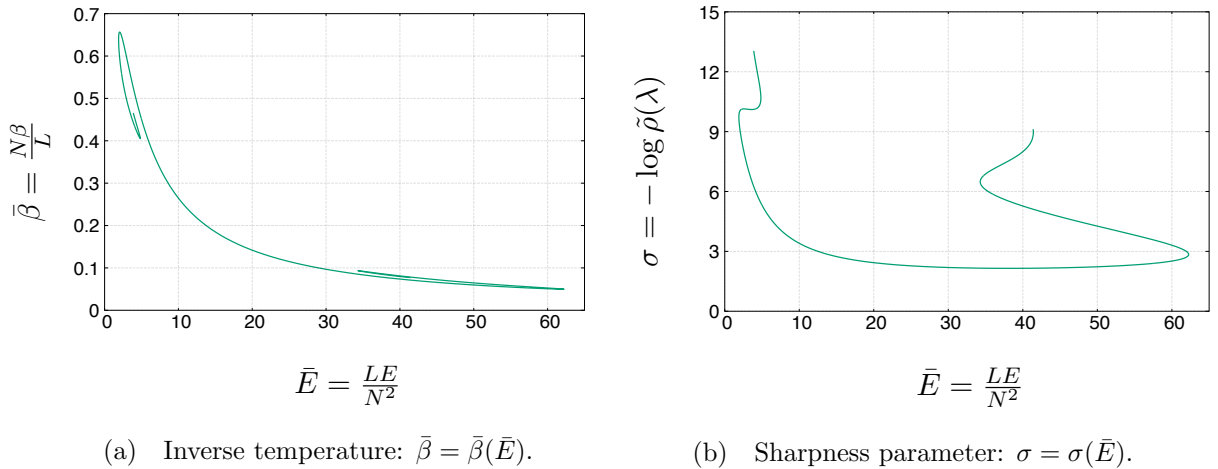 0.7
0.6
0.5
0.4
0.3
0.2
0.1
0
0 10 20 30 40 50 60
β̄ = Nβ/L
Ē = LE/N²
(a) Inverse temperature: β̄ = β̄(Ē).
15
12
9
6
3
0
0 10 20 30 40 50 60
σ = − log ρ̃(λ)
Ē = LE/N²
(b) Sharpness parameter: σ = σ(Ē).